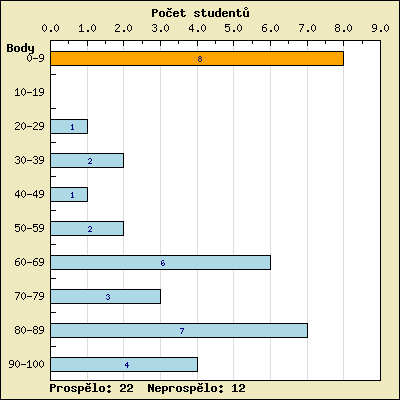 Počet studentů
0.0 1.0 2.0 3.0 4.0 5.0 6.0 7.0 8.0 9.0
Body
0-9 8
10-19
20-29 1
30-39 2
40-49 1
50-59 2
60-69 6
70-79 3
80-89 7
90-100 4
Prospělo: 22 Neprospělo: 12